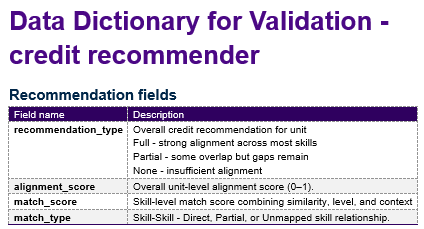 Data Dictionary for Validation -
credit recommender
Recommendation fields
Field name Description
recommendation_type Overall credit recommendation for unit
Full - strong alignment across most skills
Partial - some overlap but gaps remain
None - insufficient alignment
alignment_score Overall unit-level alignment score (0–1).
match_score Skill-level match score combining similarity, level, and context
match_type Skill-Skill - Direct, Partial, or Unmapped skill relationship.